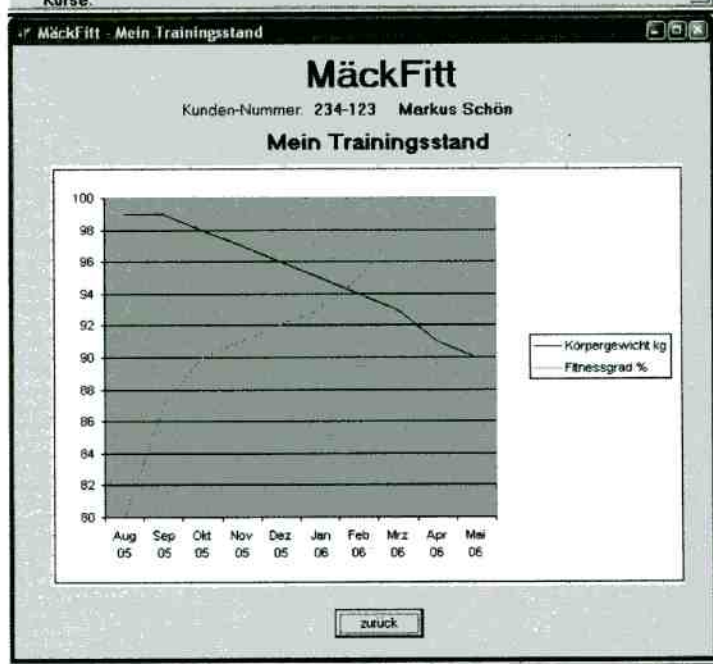 Kurse:
MäckFitt - Mein Trainingsstand
MäckFitt
Kunden-Nummer: 234-123 Markus Schön
Mein Trainingsstand
100
98
96
94
92
90
88
86
84
82
80
Aug Sep Okt Nov Dez Jan Feb Mrz Apr Mai
05 05 05 05 05 06 06 06 06 06
Körpergewicht kg
Fitnessgrad %
zurück